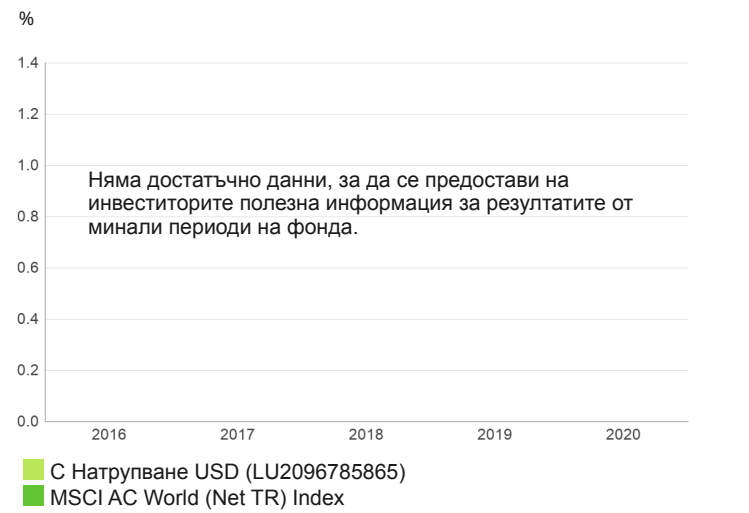 %
1.4
1.2
1.0
Няма достатъчно данни, за да се предостави на
инвеститорите полезна информация за резултатите от
минали периоди на фонда.
0.8
0.6
0.4
0.2
0.0
2016 2017 2018 2019 2020
C Натрупване USD (LU2096785865)
MSCI AC World (Net TR) Index